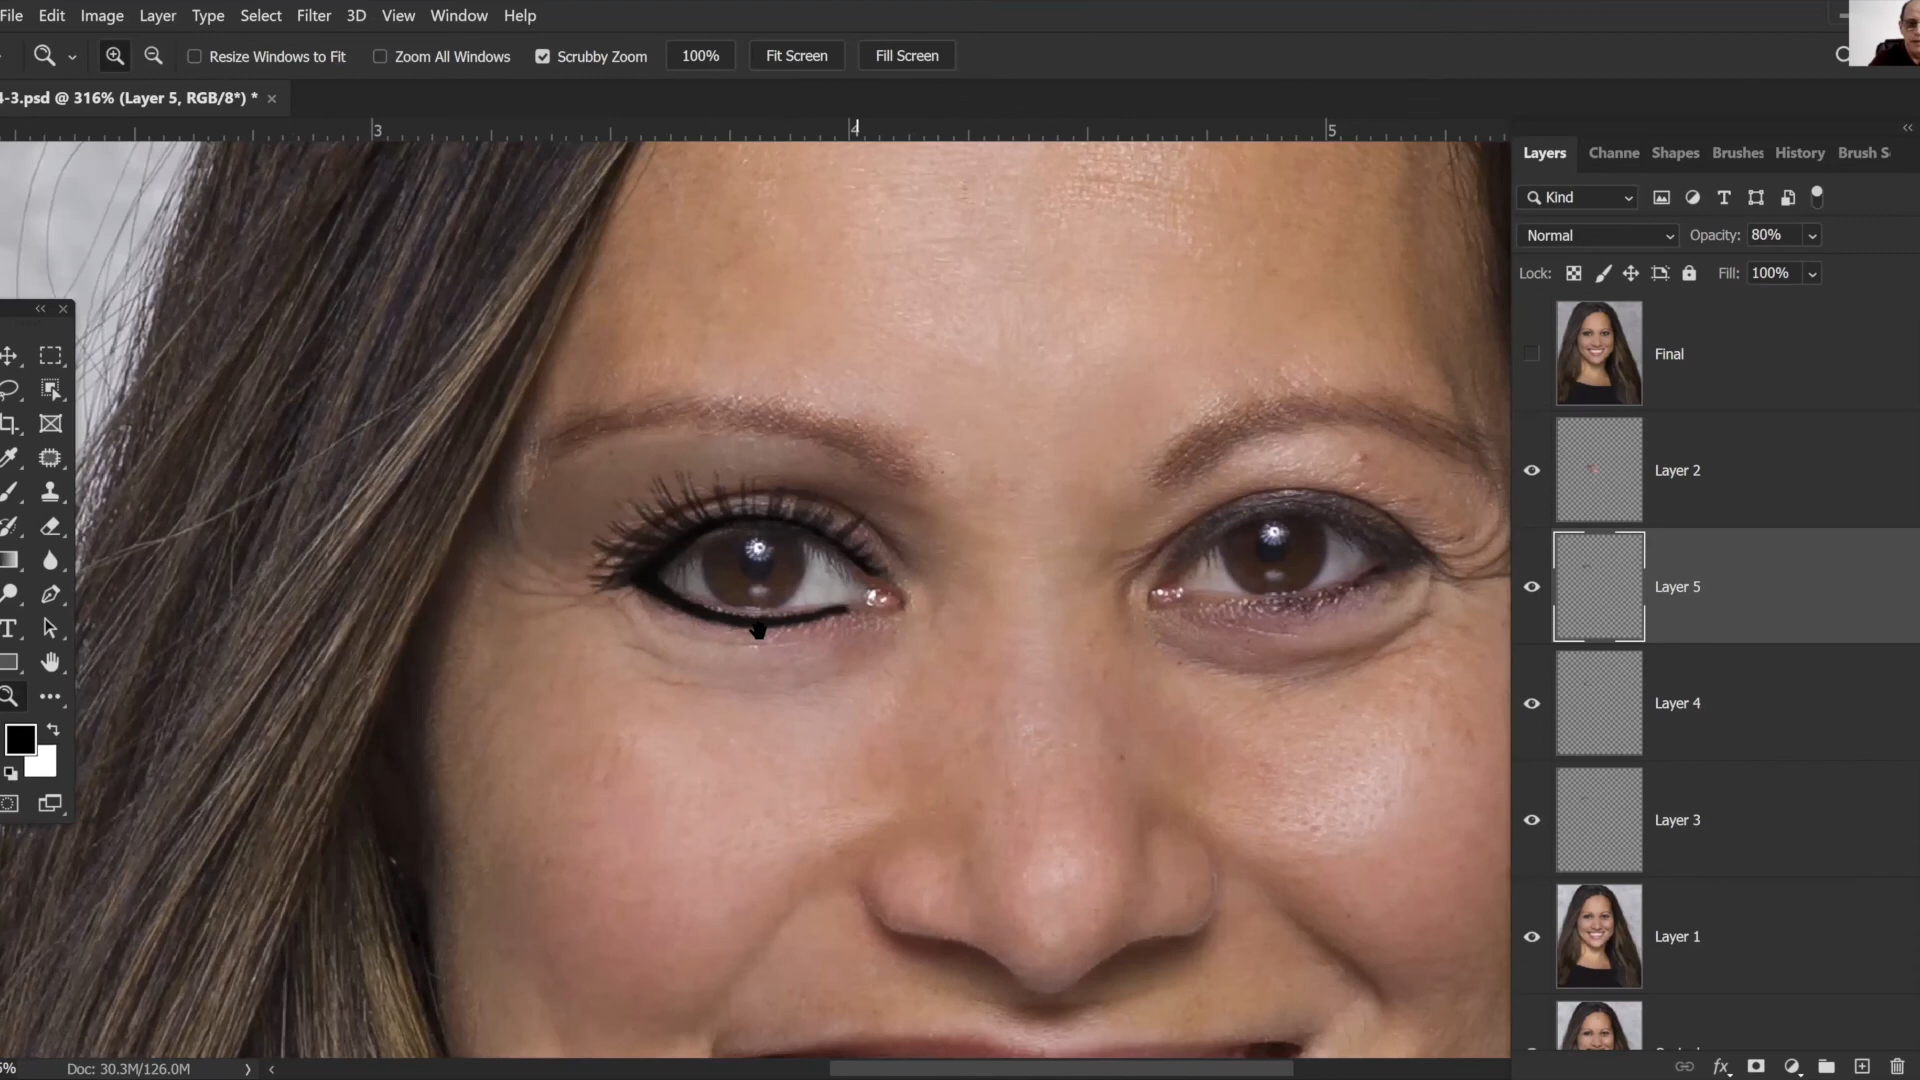 File Edit Image Layer Type Select Filter 3D View Window Help
Resize Windows to Fit Zoom All Windows Scrubby Zoom 100% Fit Screen Fill Screen
4-3.psd @ 316% (Layer 5, RGB/8*) * ×
3 4 5
Layers Channe Shapes Brushes History Brush S
Kind
Normal Opacity: 80%
Lock: Fill: 100%
Final
Layer 2
Layer 5
Layer 4
Layer 3
Layer 1
Doc: 30.3M/126.0M